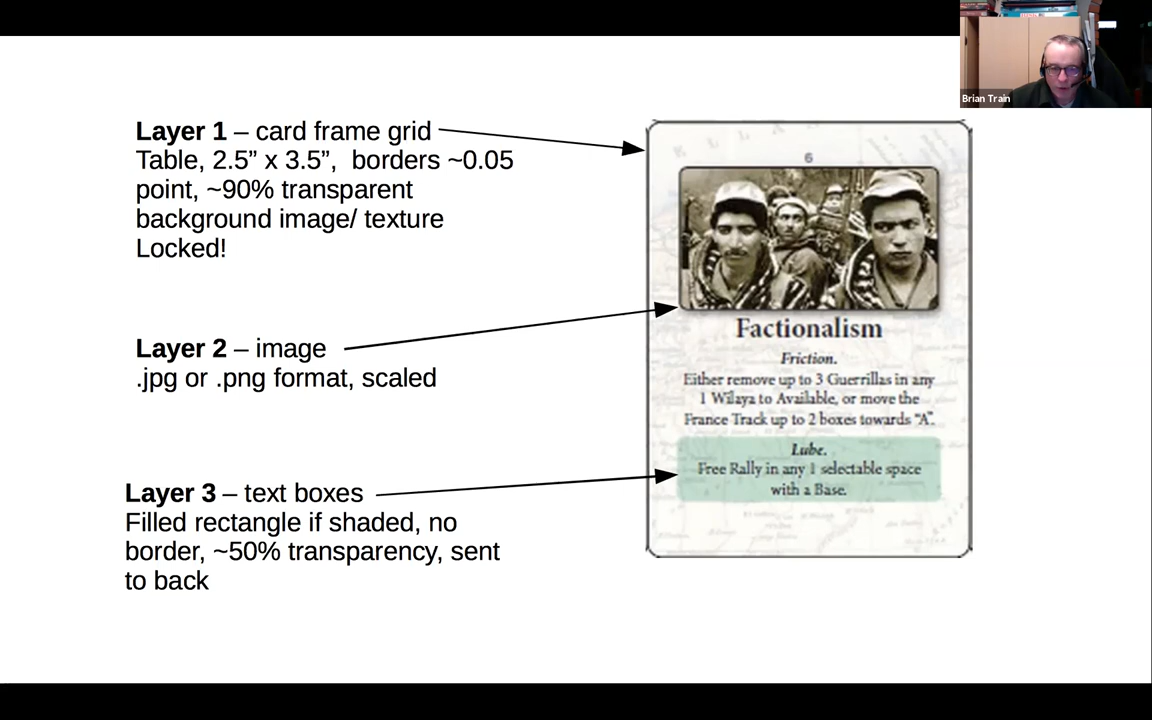 Brian Train
Layer 1 – card frame grid
Table, 2.5” x 3.5”,  borders ~0.05
point, ~90% transparent
background image/ texture
Locked!
Layer 2 – image
.jpg or .png format, scaled
Layer 3 – text boxes
Filled rectangle if shaded, no
border, ~50% transparency, sent
to back
6
Factionalism
Friction.
Either remove up to 3 Guerrillas in any
1 Wilaya to Available, or move the
France Track up to 2 boxes towards “A”.
Lube.
Free Rally in any 1 selectable space
with a Base.